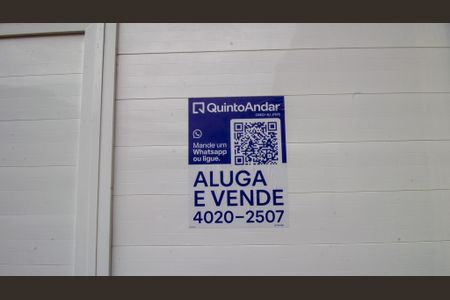 QuintoAndar
Mande um
Whatsapp
ou ligue.
ALUGA
E VENDE
4020-2507